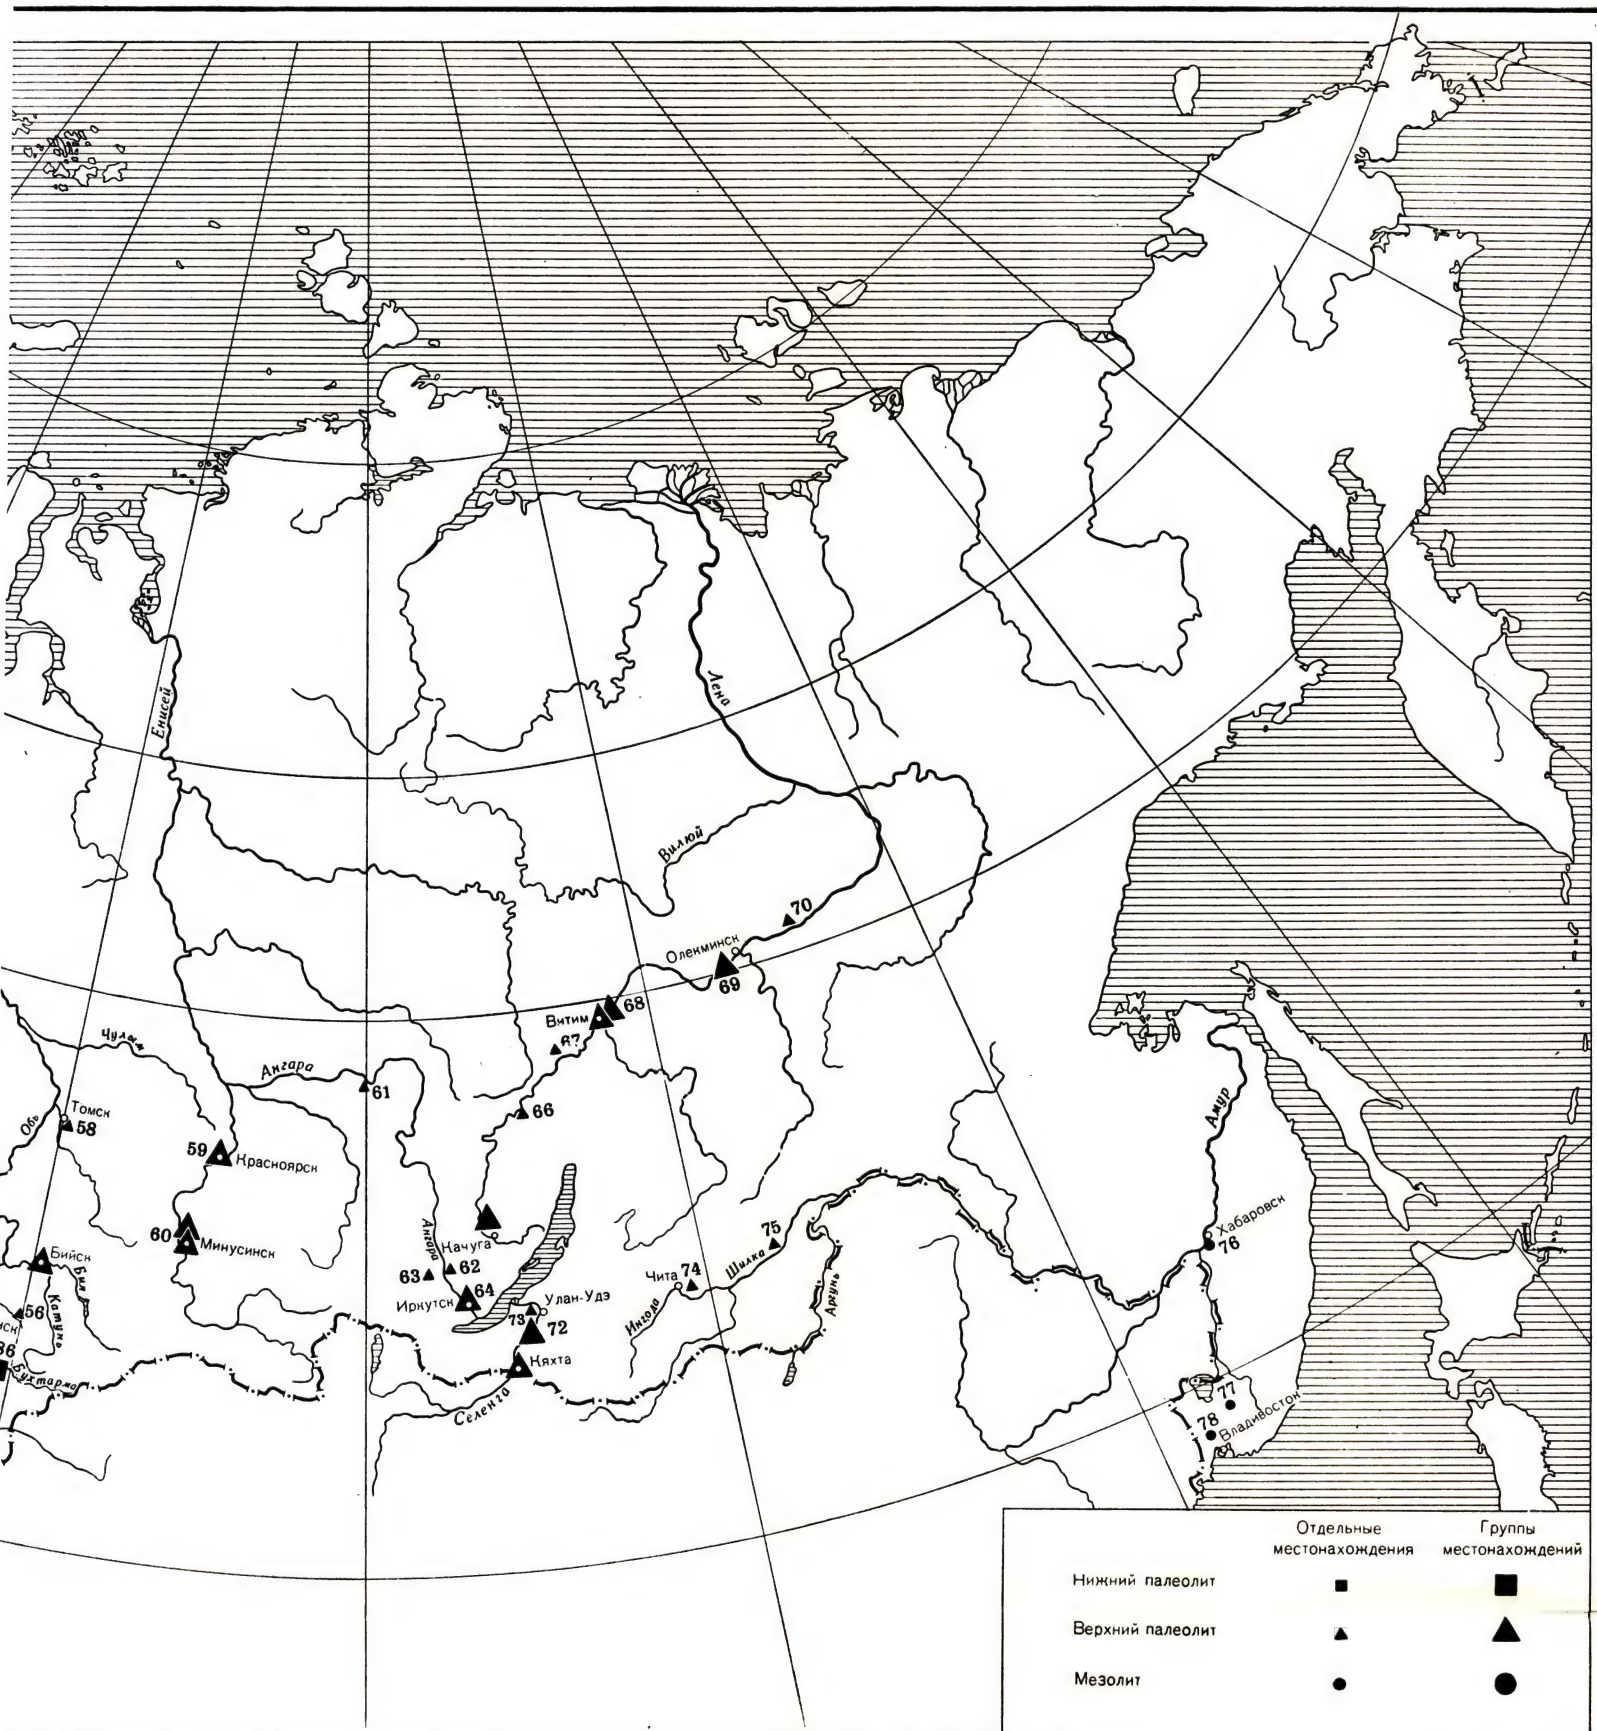 Енисей
Лена
Вилюй
70
Олекминск
69
68
Витим
67
Чулым
Ангара
61
66
Обь
Томск
58
59
Красноярск
Амур
60
Минусинск
Ангара
Качуга
75
Хабаровск
76
Бийск
Бия
Катунь
63
62
64
Иркутск
Чита
74
Шилка
Аргунь
Улан-Удэ
73
72
Ингода
56
нск
36
Бухтарма
Кяхта
Селенга
77
78
Владивосток
Отдельные
местонахождения
Группы
местонахождений
Нижний палеолит
Верхний палеолит
Мезолит